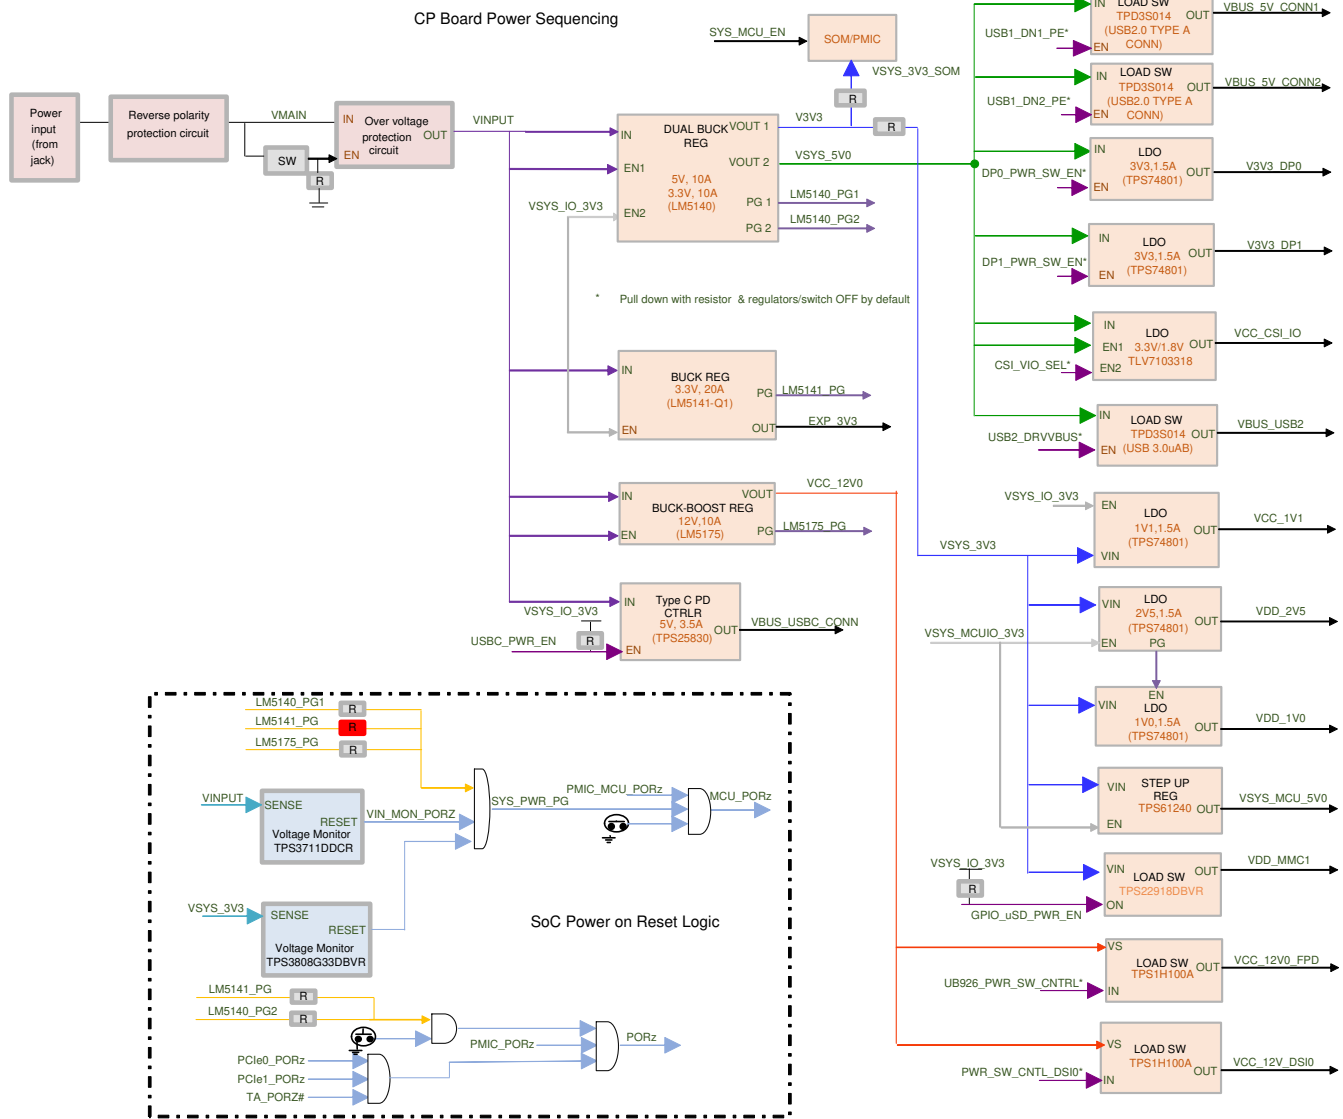 CP Board Power Sequencing
Power
input
(from
jack)
Reverse polarity
protection circuit
VMAIN
SW
R
IN
EN
Over voltage
protection
circuit
OUT
VINPUT
SYS_MCU_EN
SOM/PMIC
VSYS_3V3_SOM
R
IN
EN1
EN2
DUAL BUCK
REG
5V, 10A
3.3V, 10A
(LM5140)
VOUT 1
VOUT 2
PG 1
PG 2
V3V3
R
VSYS_5V0
LM5140_PG1
LM5140_PG2
VSYS_IO_3V3
* Pull down with resistor & regulators/switch OFF by default
IN
EN
BUCK REG
3.3V, 20A
(LM5141-Q1)
PG
OUT
LM5141_PG
EXP_3V3
IN
EN
VOUT
BUCK-BOOST REG
12V,10A
(LM5175)
PG
VCC_12V0
LM5175_PG
VSYS_IO_3V3
R
USBC_PWR_EN
IN
EN
Type C PD
CTRLR
5V, 3.5A
(TPS25830)
OUT
VBUS_USBC_CONN
IN
LOAD SW
TPD3S014
(USB2.0 TYPE A
CONN)
OUT
EN
USB1_DN1_PE*
VBUS_5V_CONN1
IN
LOAD SW
TPD3S014
(USB2.0 TYPE A
CONN)
OUT
EN
USB1_DN2_PE*
VBUS_5V_CONN2
IN
LDO
3V3,1.5A
(TPS74801)
OUT
EN
DP0_PWR_SW_EN*
V3V3_DP0
IN
LDO
3V3,1.5A
(TPS74801)
OUT
EN
DP1_PWR_SW_EN*
V3V3_DP1
IN
EN1
EN2
LDO
3.3V/1.8V
TLV7103318
OUT
CSI_VIO_SEL*
VCC_CSI_IO
IN
LOAD SW
TPD3S014
(USB 3.0uAB)
OUT
EN
USB2_DRVVBUS*
VBUS_USB2
VSYS_IO_3V3
EN
LDO
1V1,1.5A
(TPS74801)
OUT
VIN
VCC_1V1
VSYS_3V3
VIN
LDO
2V5,1.5A
(TPS74801)
PG
OUT
EN
VDD_2V5
VSYS_MCUIO_3V3
VIN
EN
LDO
1V0,1.5A
(TPS74801)
OUT
VDD_1V0
VIN
STEP UP
REG
TPS61240
OUT
EN
VSYS_MCU_5V0
VSYS_IO_3V3
R
GPIO_uSD_PWR_EN
VIN
ON
LOAD SW
TPS22918DBVR
OUT
VDD_MMC1
VS
LOAD SW
TPS1H100A
OUT
IN
UB926_PWR_SW_CNTRL*
VCC_12V0_FPD
VS
LOAD SW
TPS1H100A
OUT
IN
PWR_SW_CNTL_DSI0*
VCC_12V_DSI0
LM5140_PG1
R
LM5141_PG
R
LM5175_PG
R
VINPUT
SENSE
RESET
Voltage Monitor
TPS3711DDCR
VIN_MON_PORZ
SYS_PWR_PG
PMIC_MCU_PORz
MCU_PORz
VSYS_3V3
SENSE
RESET
Voltage Monitor
TPS3808G33DBVR
SoC Power on Reset Logic
LM5141_PG
R
LM5140_PG2
R
PMIC_PORz
PORz
PCIe0_PORz
PCIe1_PORz
TA_PORZ#